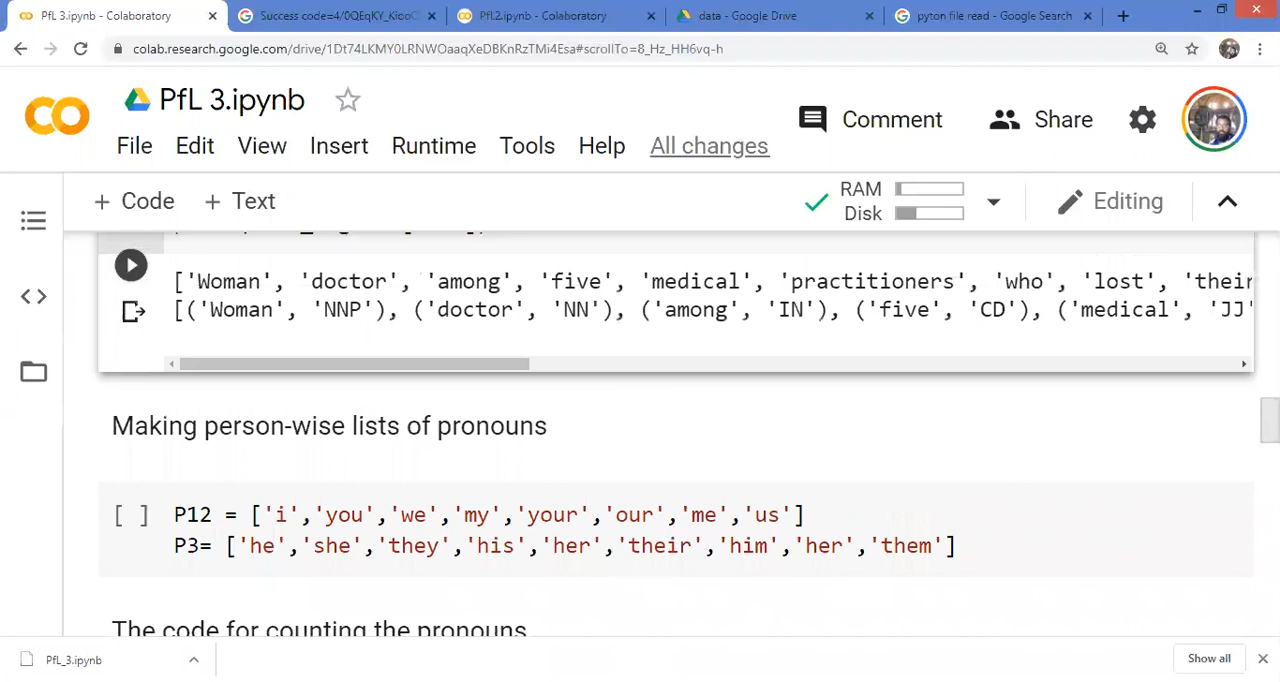 PfL 3.ipynb - Colaboratory
Success code=4/0QEqKY_
PfL2.ipynb - Colaboratory
data - Google Drive
pyton file read - Google Search
colab.research.google.com/drive/1Dt74LKMY0LRNWOaaqXeDBKnRzTMi4Esa#scrollTo=8_Hz_HH6vq-h
PfL 3.ipynb
Comment
Share
File Edit View Insert Runtime Tools Help All changes
+ Code + Text
RAM
Disk
Editing
['Woman', 'doctor', 'among', 'five', 'medical', 'practitioners', 'who', 'lost', 'their
[('Woman', 'NNP'), ('doctor', 'NN'), ('among', 'IN'), ('five', 'CD'), ('medical', 'JJ'
Making person-wise lists of pronouns
[ ] P12 = ['i','you','we','my','your','our','me','us']
P3= ['he','she','they','his','her','their','him','her','them']
The code for counting the pronouns
PfL_3.ipynb
Show all